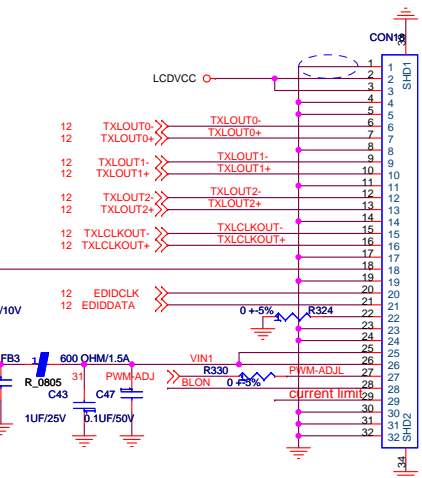 CON18
33
LCDVCC
SHD1
1 1
2 2
3 3
4 4
5 5
12 TXLOUT0- TXLOUT0- 6 6
12 TXLOUT0+ TXLOUT0+ 7 7
8 8
12 TXLOUT1- TXLOUT1- 9 9
12 TXLOUT1+ TXLOUT1+ 10 10
11 11
12 TXLOUT2- TXLOUT2- 12 12
12 TXLOUT2+ TXLOUT2+ 13 13
14 14
12 TXLCLKOUT- TXLCLKOUT- 15 15
12 TXLCLKOUT+ TXLCLKOUT+ 16 16
17 17
18 18
19 19
12 EDIDCLK 20 20
12 EDIDDATA 21 21
/10V 0 +-5% R324 22 22
23 23
24 24
25 25
FB3 1 600 OHM/1.5A VIN1 26 26
R_0805 31 PWM-ADJ R330 PWM-ADJL 27 27
BLON 0 +-5% 28 28
C43 C47 current limit 29 29
30 30
1UF/25V 0.1UF/50V 31 31
32 32
SHD2
34